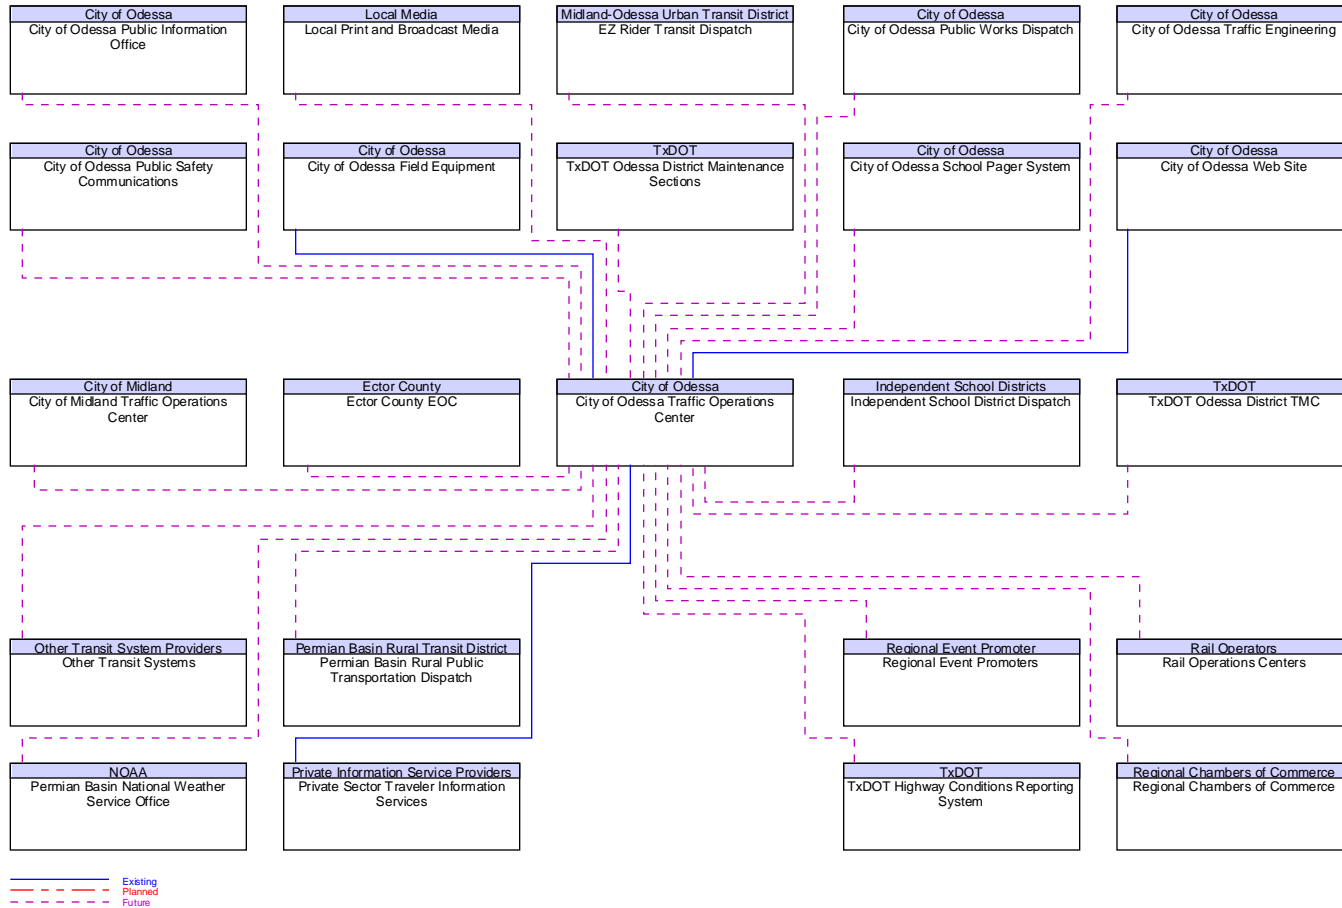 City of Odessa
City of Odessa Public Information
Office
Local Media
Local Print and Broadcast Media
Midland-Odessa Urban Transit District
EZ Rider Transit Dispatch
City of Odessa
City of Odessa Public Works Dispatch
City of Odessa
City of Odessa Traffic Engineering
City of Odessa
City of Odessa Public Safety
Communications
City of Odessa
City of Odessa Field Equipment
TxDOT
TxDOT Odessa District Maintenance
Sections
City of Odessa
City of Odessa School Pager System
City of Odessa
City of Odessa Web Site
City of Midland
City of Midland Traffic Operations
Center
Ector County
Ector County EOC
City of Odessa
City of Odessa Traffic Operations
Center
Independent School Districts
Independent School District Dispatch
TxDOT
TxDOT Odessa District TMC
Other Transit System Providers
Other Transit Systems
Permian Basin Rural Transit District
Permian Basin Rural Public
Transportation Dispatch
Regional Event Promoter
Regional Event Promoters
Rail Operators
Rail Operations Centers
NOAA
Permian Basin National Weather
Service Office
Private Information Service Providers
Private Sector Traveler Information
Services
TxDOT
TxDOT Highway Conditions Reporting
System
Regional Chambers of Commerce
Regional Chambers of Commerce
Existing
Planned
Future